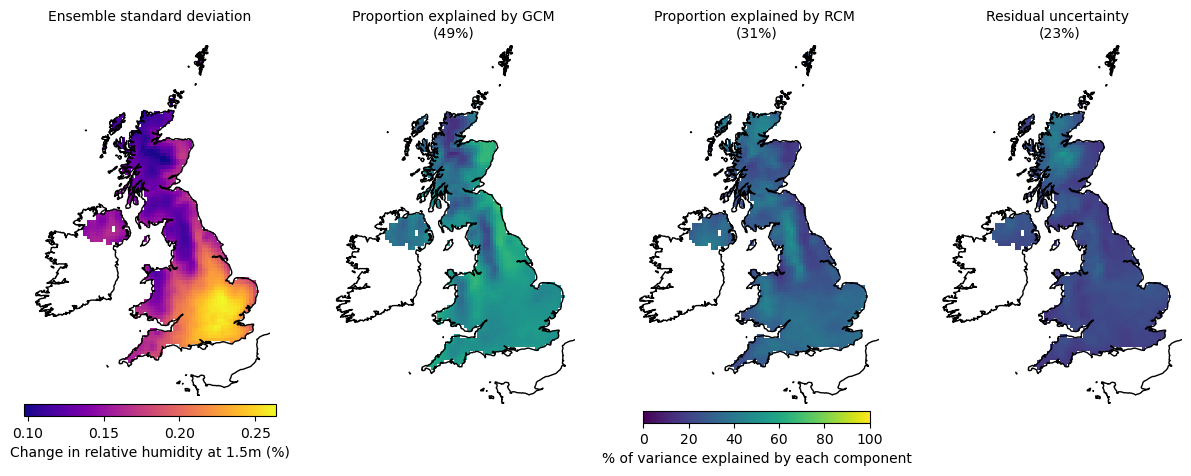 Ensemble standard deviation
Proportion explained by GCM
(49%)
Proportion explained by RCM
(31%)
Residual uncertainty
(23%)
0.10 0.15 0.20 0.25
Change in relative humidity at 1.5m (%)
0 20 40 60 80 100
% of variance explained by each component